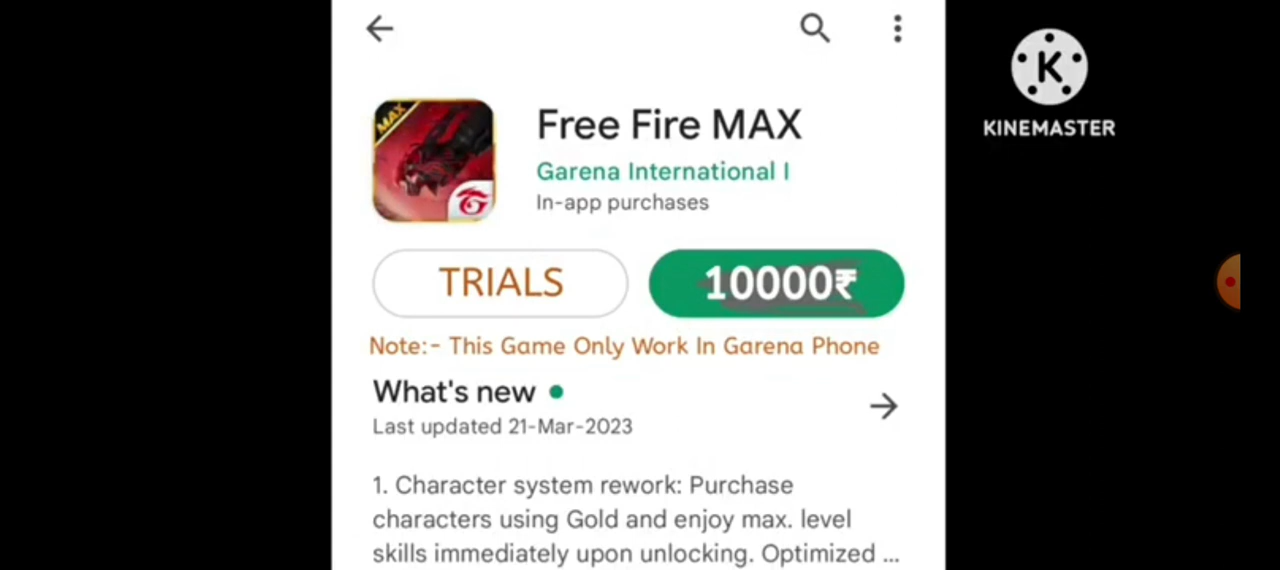 Free Fire MAX
MAX
Garena International I
In-app purchases
TRIALS
10000₹
Note:- This Game Only Work In Garena Phone
What's new
Last updated 21-Mar-2023
1. Character system rework: Purchase
characters using Gold and enjoy max. level
skills immediately upon unlocking. Optimized ...
K
KINEMASTER